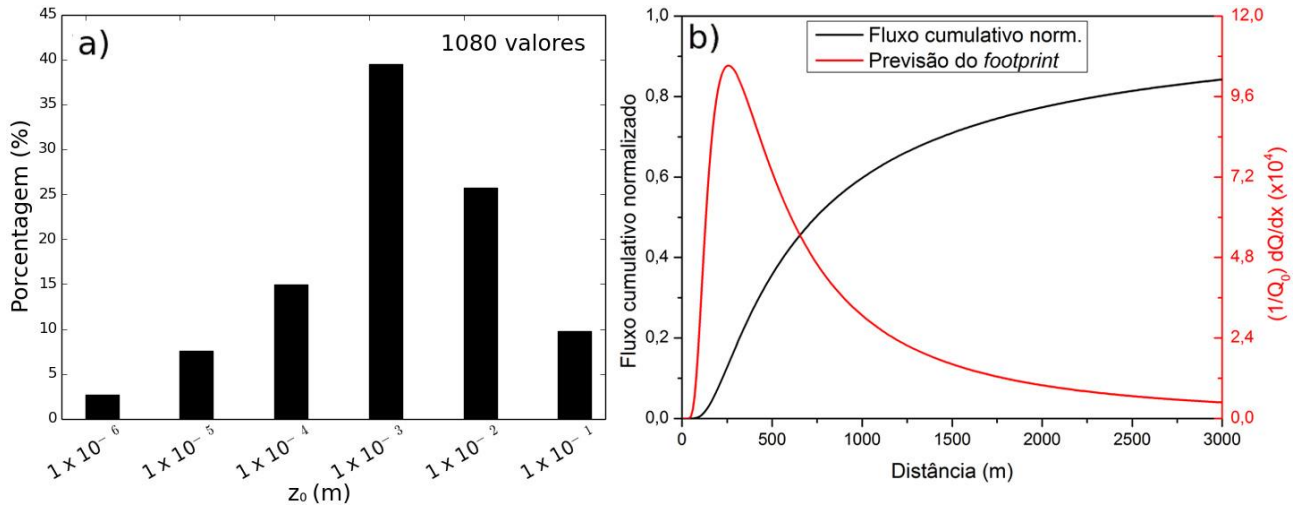 a)
1080 valores
Porcentagem (%)
45
40
35
30
25
20
15
10
5
0
1 x 10⁻⁶
1 x 10⁻⁵
1 x 10⁻⁴
1 x 10⁻³
1 x 10⁻²
1 x 10⁻¹
z₀ (m)
b)
Fluxo cumulativo norm.
Previsão do footprint
Fluxo cumulativo normalizado
1,0
0,8
0,6
0,4
0,2
0,0
0
500
1000
1500
2000
2500
3000
Distância (m)
12,0
9,6
7,2
4,8
2,4
0,0
(1/Q₀) dQ/dx (x10⁴)